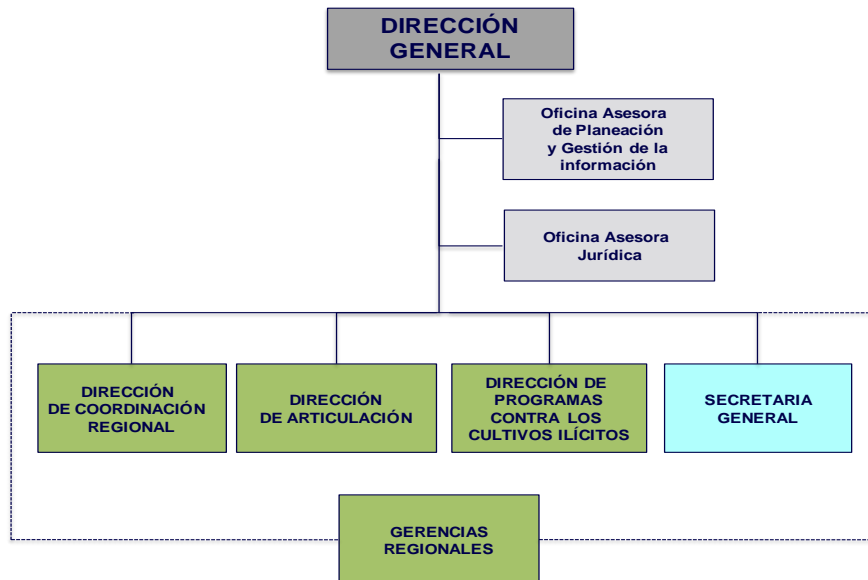 DIRECCIÓN
GENERAL
Oficina Asesora
de Planeación
y Gestión de la
información
Oficina Asesora
Jurídica
DIRECCIÓN
DE COORDINACIÓN
REGIONAL
DIRECCIÓN
DE ARTICULACIÓN
DIRECCIÓN DE
PROGRAMAS
CONTRA LOS
CULTIVOS ILÍCITOS
SECRETARIA
GENERAL
GERENCIAS
REGIONALES